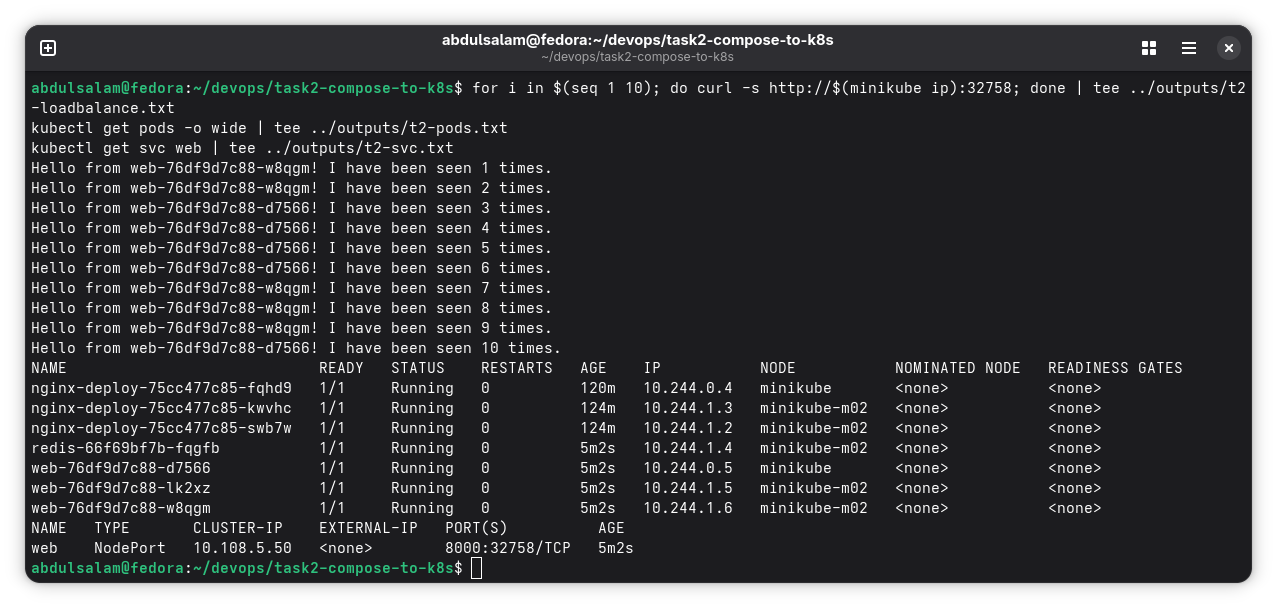 abdulsalam@fedora:~/devops/task2-compose-to-k8s
~/devops/task2-compose-to-k8s
abdulsalam@fedora:~/devops/task2-compose-to-k8s$ for i in $(seq 1 10); do curl -s http://$(minikube ip):32758; done | tee ../outputs/t2
-loadbalance.txt
kubectl get pods -o wide | tee ../outputs/t2-pods.txt
kubectl get svc web | tee ../outputs/t2-svc.txt
Hello from web-76df9d7c88-w8qgm! I have been seen 1 times.
Hello from web-76df9d7c88-w8qgm! I have been seen 2 times.
Hello from web-76df9d7c88-d7566! I have been seen 3 times.
Hello from web-76df9d7c88-d7566! I have been seen 4 times.
Hello from web-76df9d7c88-d7566! I have been seen 5 times.
Hello from web-76df9d7c88-d7566! I have been seen 6 times.
Hello from web-76df9d7c88-w8qgm! I have been seen 7 times.
Hello from web-76df9d7c88-w8qgm! I have been seen 8 times.
Hello from web-76df9d7c88-w8qgm! I have been seen 9 times.
Hello from web-76df9d7c88-d7566! I have been seen 10 times.
NAME                            READY   STATUS    RESTARTS   AGE    IP           NODE           NOMINATED NODE   READINESS GATES
nginx-deploy-75cc477c85-fqhd9   1/1     Running   0          120m   10.244.0.4   minikube       <none>           <none>
nginx-deploy-75cc477c85-kwvhc   1/1     Running   0          124m   10.244.1.3   minikube-m02   <none>           <none>
nginx-deploy-75cc477c85-swb7w   1/1     Running   0          124m   10.244.1.2   minikube-m02   <none>           <none>
redis-66f69bf7b-fqgfb           1/1     Running   0          5m2s   10.244.1.4   minikube-m02   <none>           <none>
web-76df9d7c88-d7566            1/1     Running   0          5m2s   10.244.0.5   minikube       <none>           <none>
web-76df9d7c88-lk2xz            1/1     Running   0          5m2s   10.244.1.5   minikube-m02   <none>           <none>
web-76df9d7c88-w8qgm            1/1     Running   0          5m2s   10.244.1.6   minikube-m02   <none>           <none>
NAME   TYPE       CLUSTER-IP    EXTERNAL-IP   PORT(S)          AGE
web    NodePort   10.108.5.50   <none>        8000:32758/TCP   5m2s
abdulsalam@fedora:~/devops/task2-compose-to-k8s$